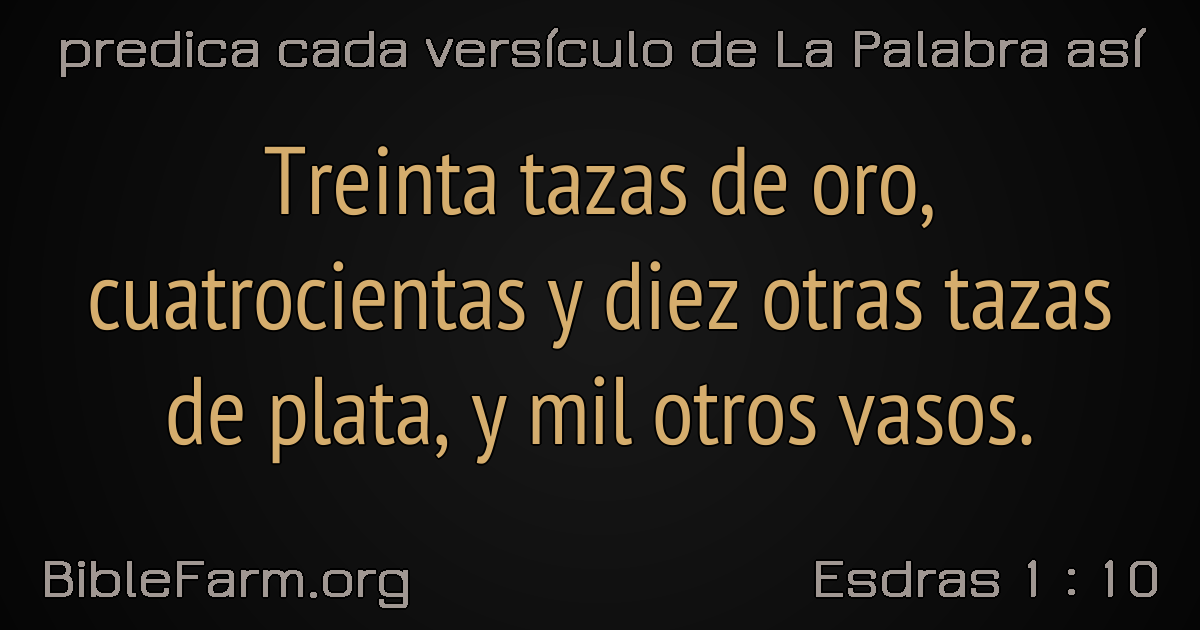 predica cada versículo de La Palabra así
Treinta tazas de oro,
cuatrocientas y diez otras tazas
de plata, y mil otros vasos.
BibleFarm.org
Esdras 1 : 10